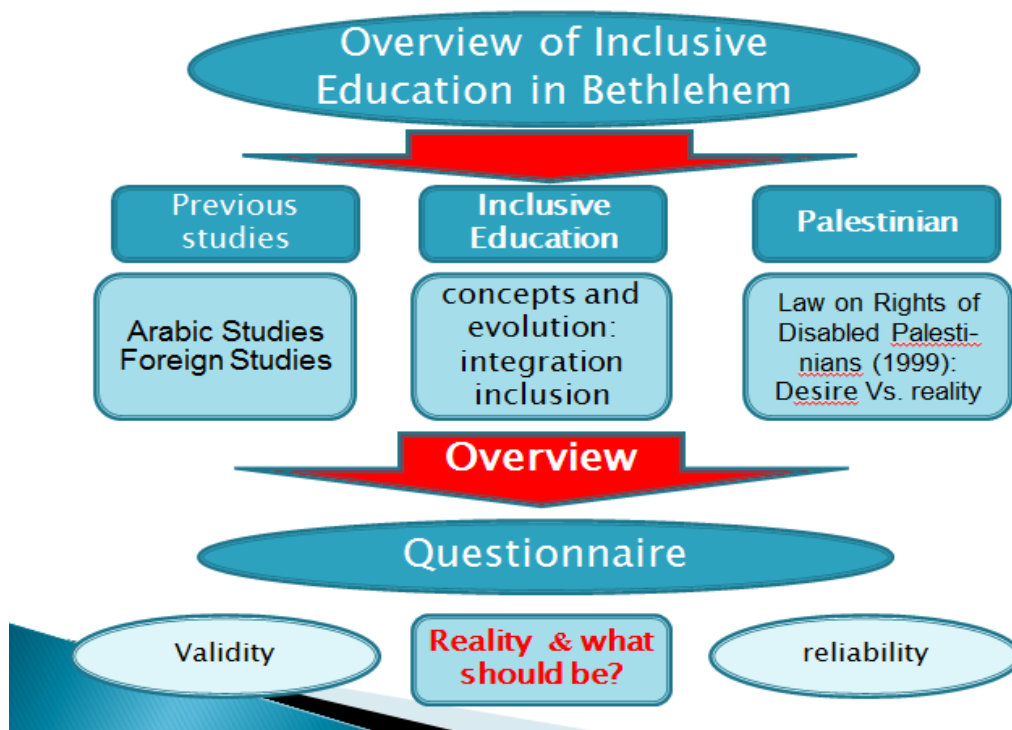 Overview of Inclusive
Education in Bethlehem
Previous
studies
Inclusive
Education
Palestinian
Arabic Studies
Foreign Studies
concepts and
evolution:
integration
inclusion
Law on Rights of
Disabled Palesti-
nians (1999):
Desire Vs. reality
Overview
Questionnaire
Validity
Reality & what
should be?
reliability